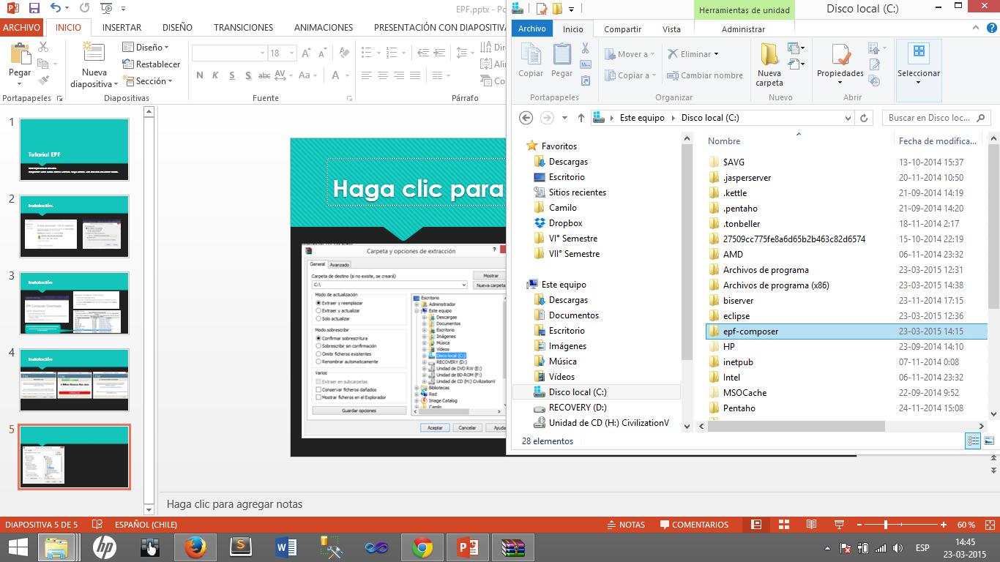 EPF.pptx - Po
ARCHIVO INICIO INSERTAR DISEÑO TRANSICIONES ANIMACIONES PRESENTACIÓN CON DIAPOSITIVA
Pegar
Nueva diapositiva
Diseño
Restablecer
Sección
18
N K S S abc AV Aa A
Portapapeles Diapositivas Fuente Párrafo
1
Tutorial EPF
2
Instalación.
3
Instalación
EPF Composer Downloads
4
Instalación
5
Haga clic para
Carpeta y opciones de extracción
General Avanzado
Carpeta de destino (si no existe, se creará)
C:\
Mostrar
Nueva carpeta
Modo de actualización
Extraer y reemplazar
Extraer y actualizar
Solo actualizar
Modo sobrescribir
Confirmar sobrescritura
Sobrescribir sin confirmación
Omitir ficheros existentes
Renombrar automaticamente
Varios
Extraer en subcarpetas
Conservar ficheros dañados
Mostrar ficheros en el Explorador
Guardar opciones
Escritorio
Administrador
Este equipo
Descargas
Documentos
Escritorio
Imágenes
Música
Vídeos
Disco local (C:)
RECOVERY (D:)
Unidad de DVD RW (E:)
Unidad de BD-ROM (F:)
Unidad de CD (H:) CivilizationV
Bibliotecas
Red
Image Catalog
Camilo
Aceptar Cancelar Ayuda
Haga clic para agregar notas
DIAPOSITIVA 5 DE 5 ESPAÑOL (CHILE) NOTAS COMENTARIOS 60 %
Herramientas de unidad Disco local (C:)
Archivo Inicio Compartir Vista Administrar
Copiar Pegar
Mover a
Copiar a
Eliminar
Cambiar nombre
Nueva carpeta
Propiedades
Seleccionar
Portapapeles Organizar Nuevo Abrir
Este equipo Disco local (C:)
Buscar en Disco loc...
Favoritos
Descargas
Escritorio
Sitios recientes
Camilo
Dropbox
VI° Semestre
VII° Semestre
Este equipo
Descargas
Documentos
Escritorio
Imágenes
Música
Vídeos
Disco local (C:)
RECOVERY (D:)
Unidad de CD (H:) CivilizationV
Nombre Fecha de modifica...
$AVG 13-10-2014 15:37
.jasperserver 20-11-2014 10:50
.kettle 21-09-2014 14:19
.pentaho 21-09-2014 14:20
.tonbeller 18-11-2014 2:17
27509cc775fe8a6d65b2b463c82d6574 15-10-2014 22:19
AMD 06-11-2014 23:32
Archivos de programa 23-03-2015 12:31
Archivos de programa (x86) 23-03-2015 14:38
biserver 23-11-2014 17:15
eclipse 23-03-2015 12:36
epf-composer 23-03-2015 14:15
HP 23-09-2014 14:10
inetpub 07-11-2014 0:08
Intel 06-11-2014 23:32
MSOCache 22-09-2014 9:52
Pentaho 24-11-2014 15:08
28 elementos
ESP
14:45
23-03-2015